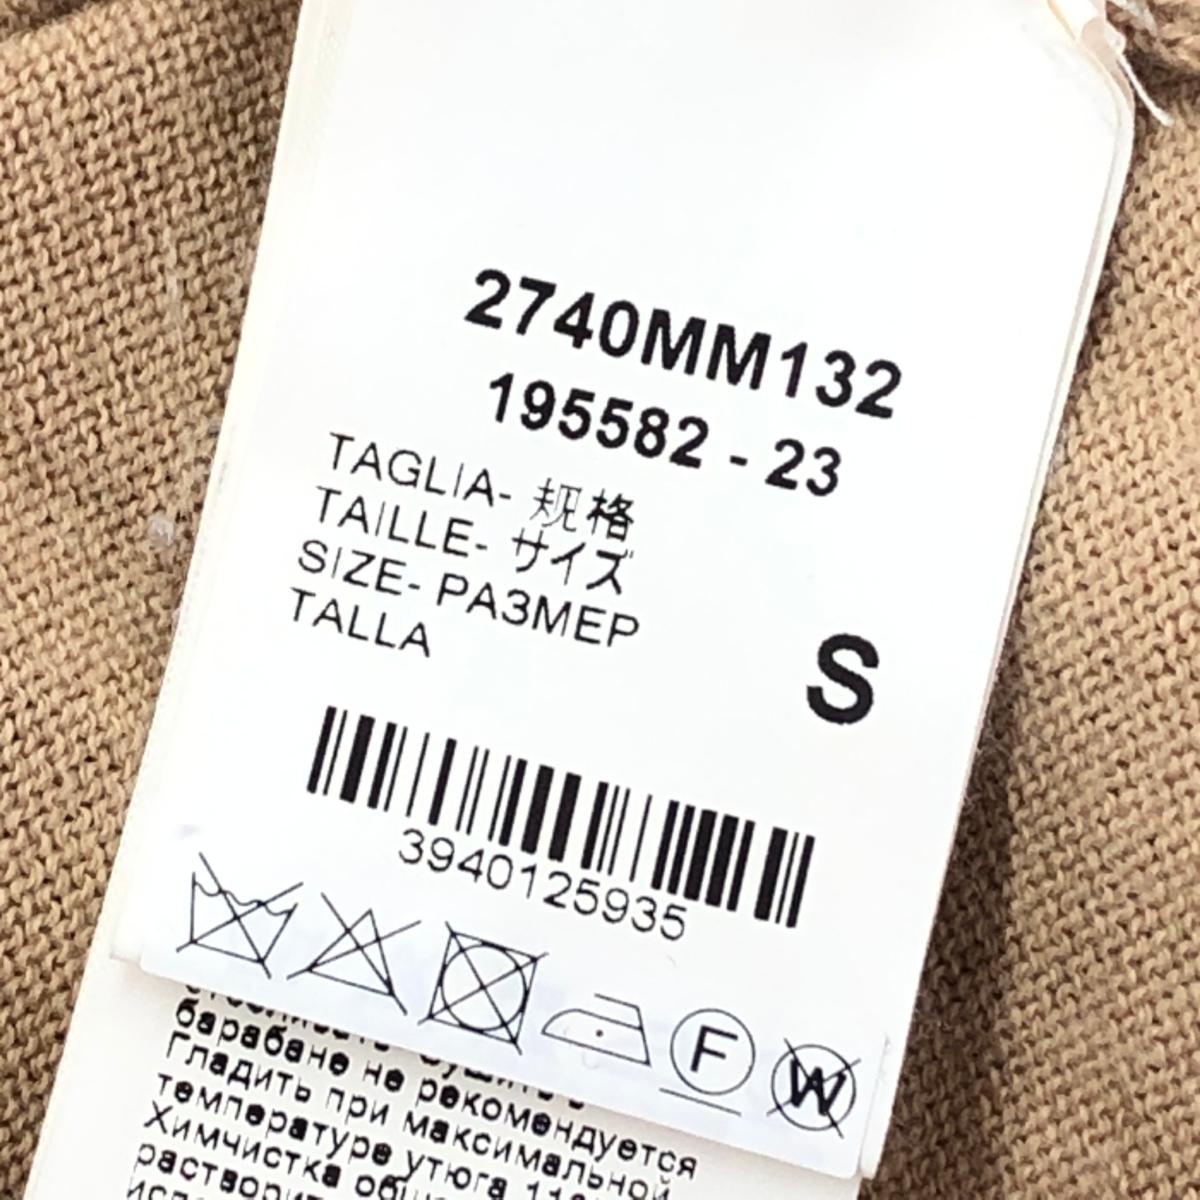 2740MM132
195582 - 23
TAGLIA- 规格
TAILLE- サイズ
SIZE- РАЗМЕР
TALLA
S
3940125935
F W
барабане не рекомендуется
Гладить при максимальной
температуре утюга
Химчистка